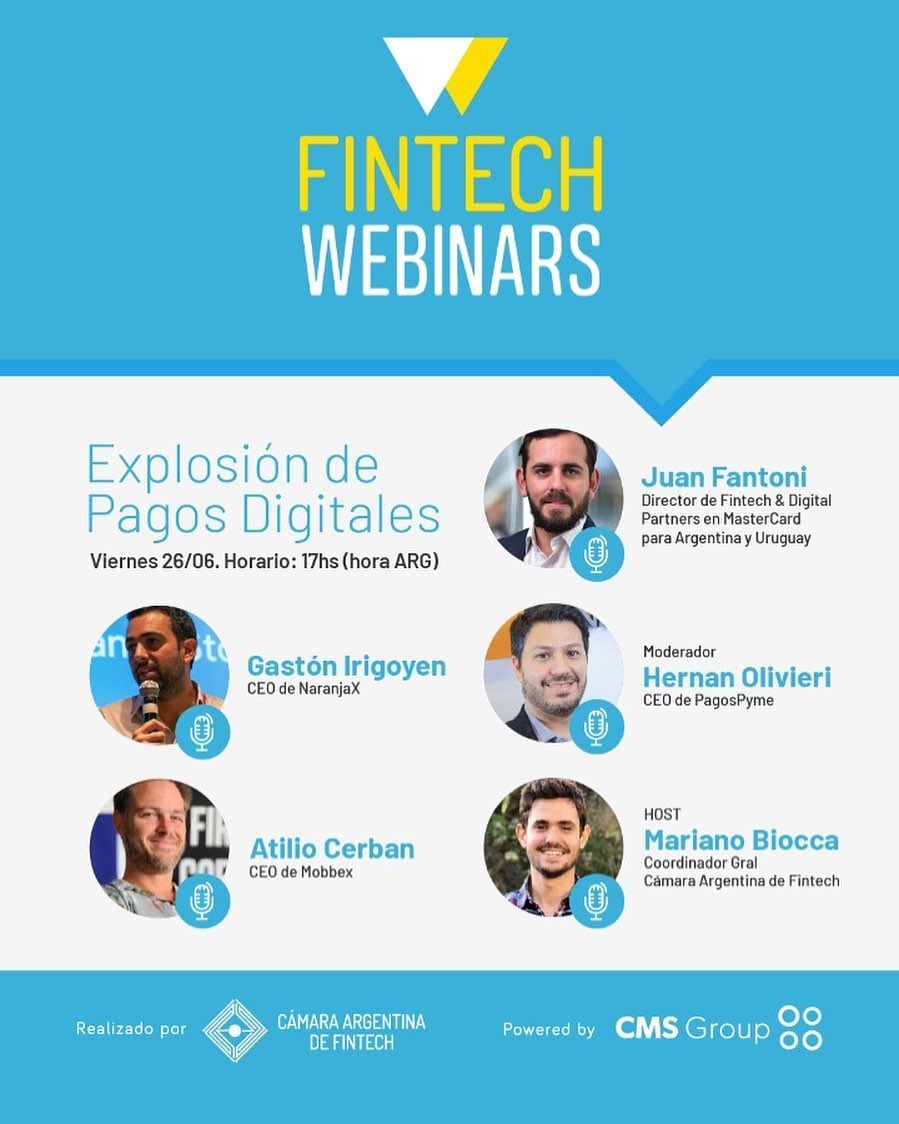 FINTECH
WEBINARS
Explosión de
Pagos Digitales
Viernes 26/06. Horario: 17hs (hora ARG)
Juan Fantoni
Director de Fintech & Digital
Partners en MasterCard
para Argentina y Uruguay
Gastón Irigoyen
CEO de NaranjaX
Moderador
Hernan Olivieri
CEO de PagosPyme
Atilio Cerban
CEO de Mobbex
HOST
Mariano Biocca
Coordinador Gral
Cámara Argentina de Fintech
Realizado por
CÁMARA ARGENTINA
DE FINTECH
Powered by
CMS Group